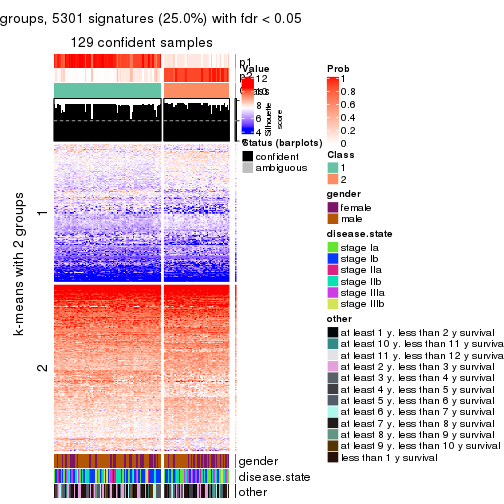 groups, 5301 signatures (25.0%) with fdr < 0.05
129 confident samples
p1
Value
12
8
6
4
Silhouette
score
Prob
1
0.8
0.6
0.4
0.2
0
Status (barplots)
confident
ambiguous
Class
1
2
gender
female
male
disease.state
stage Ia
stage Ib
stage IIa
stage IIb
stage IIIa
stage IIIb
other
at least 1 y. less than 2 y survival
at least 10 y. less than 11 y survival
at least 11 y. less than 12 y survival
at least 2 y. less than 3 y survival
at least 3 y. less than 4 y survival
at least 4 y. less than 5 y survival
at least 5 y. less than 6 y survival
at least 6 y. less than 7 y survival
at least 7 y. less than 8 y survival
at least 8 y. less than 9 y survival
at least 9 y. less than 10 y survival
less than 1 y survival
k-means with 2 groups
1
2
gender
disease.state
other